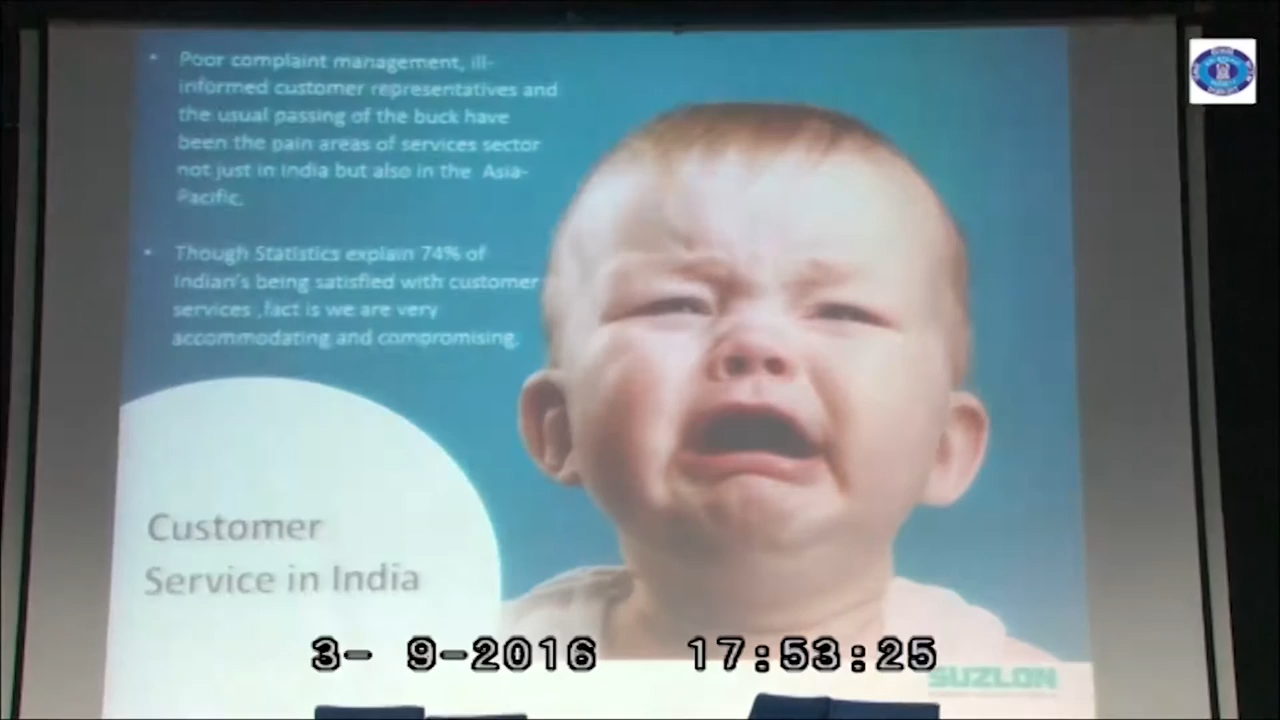 • Poor complaint management, ill-
informed customer representatives and
the usual passing of the buck have
been the pain areas of services sector
not just in India but also in the Asia-
Pacific.
• Though Statistics explain 74% of
Indian's being satisfied with customer
services ,fact is we are very
accommodating and compromising.
Customer
Service in India
3- 9-2016 17:53:25
SUZLON